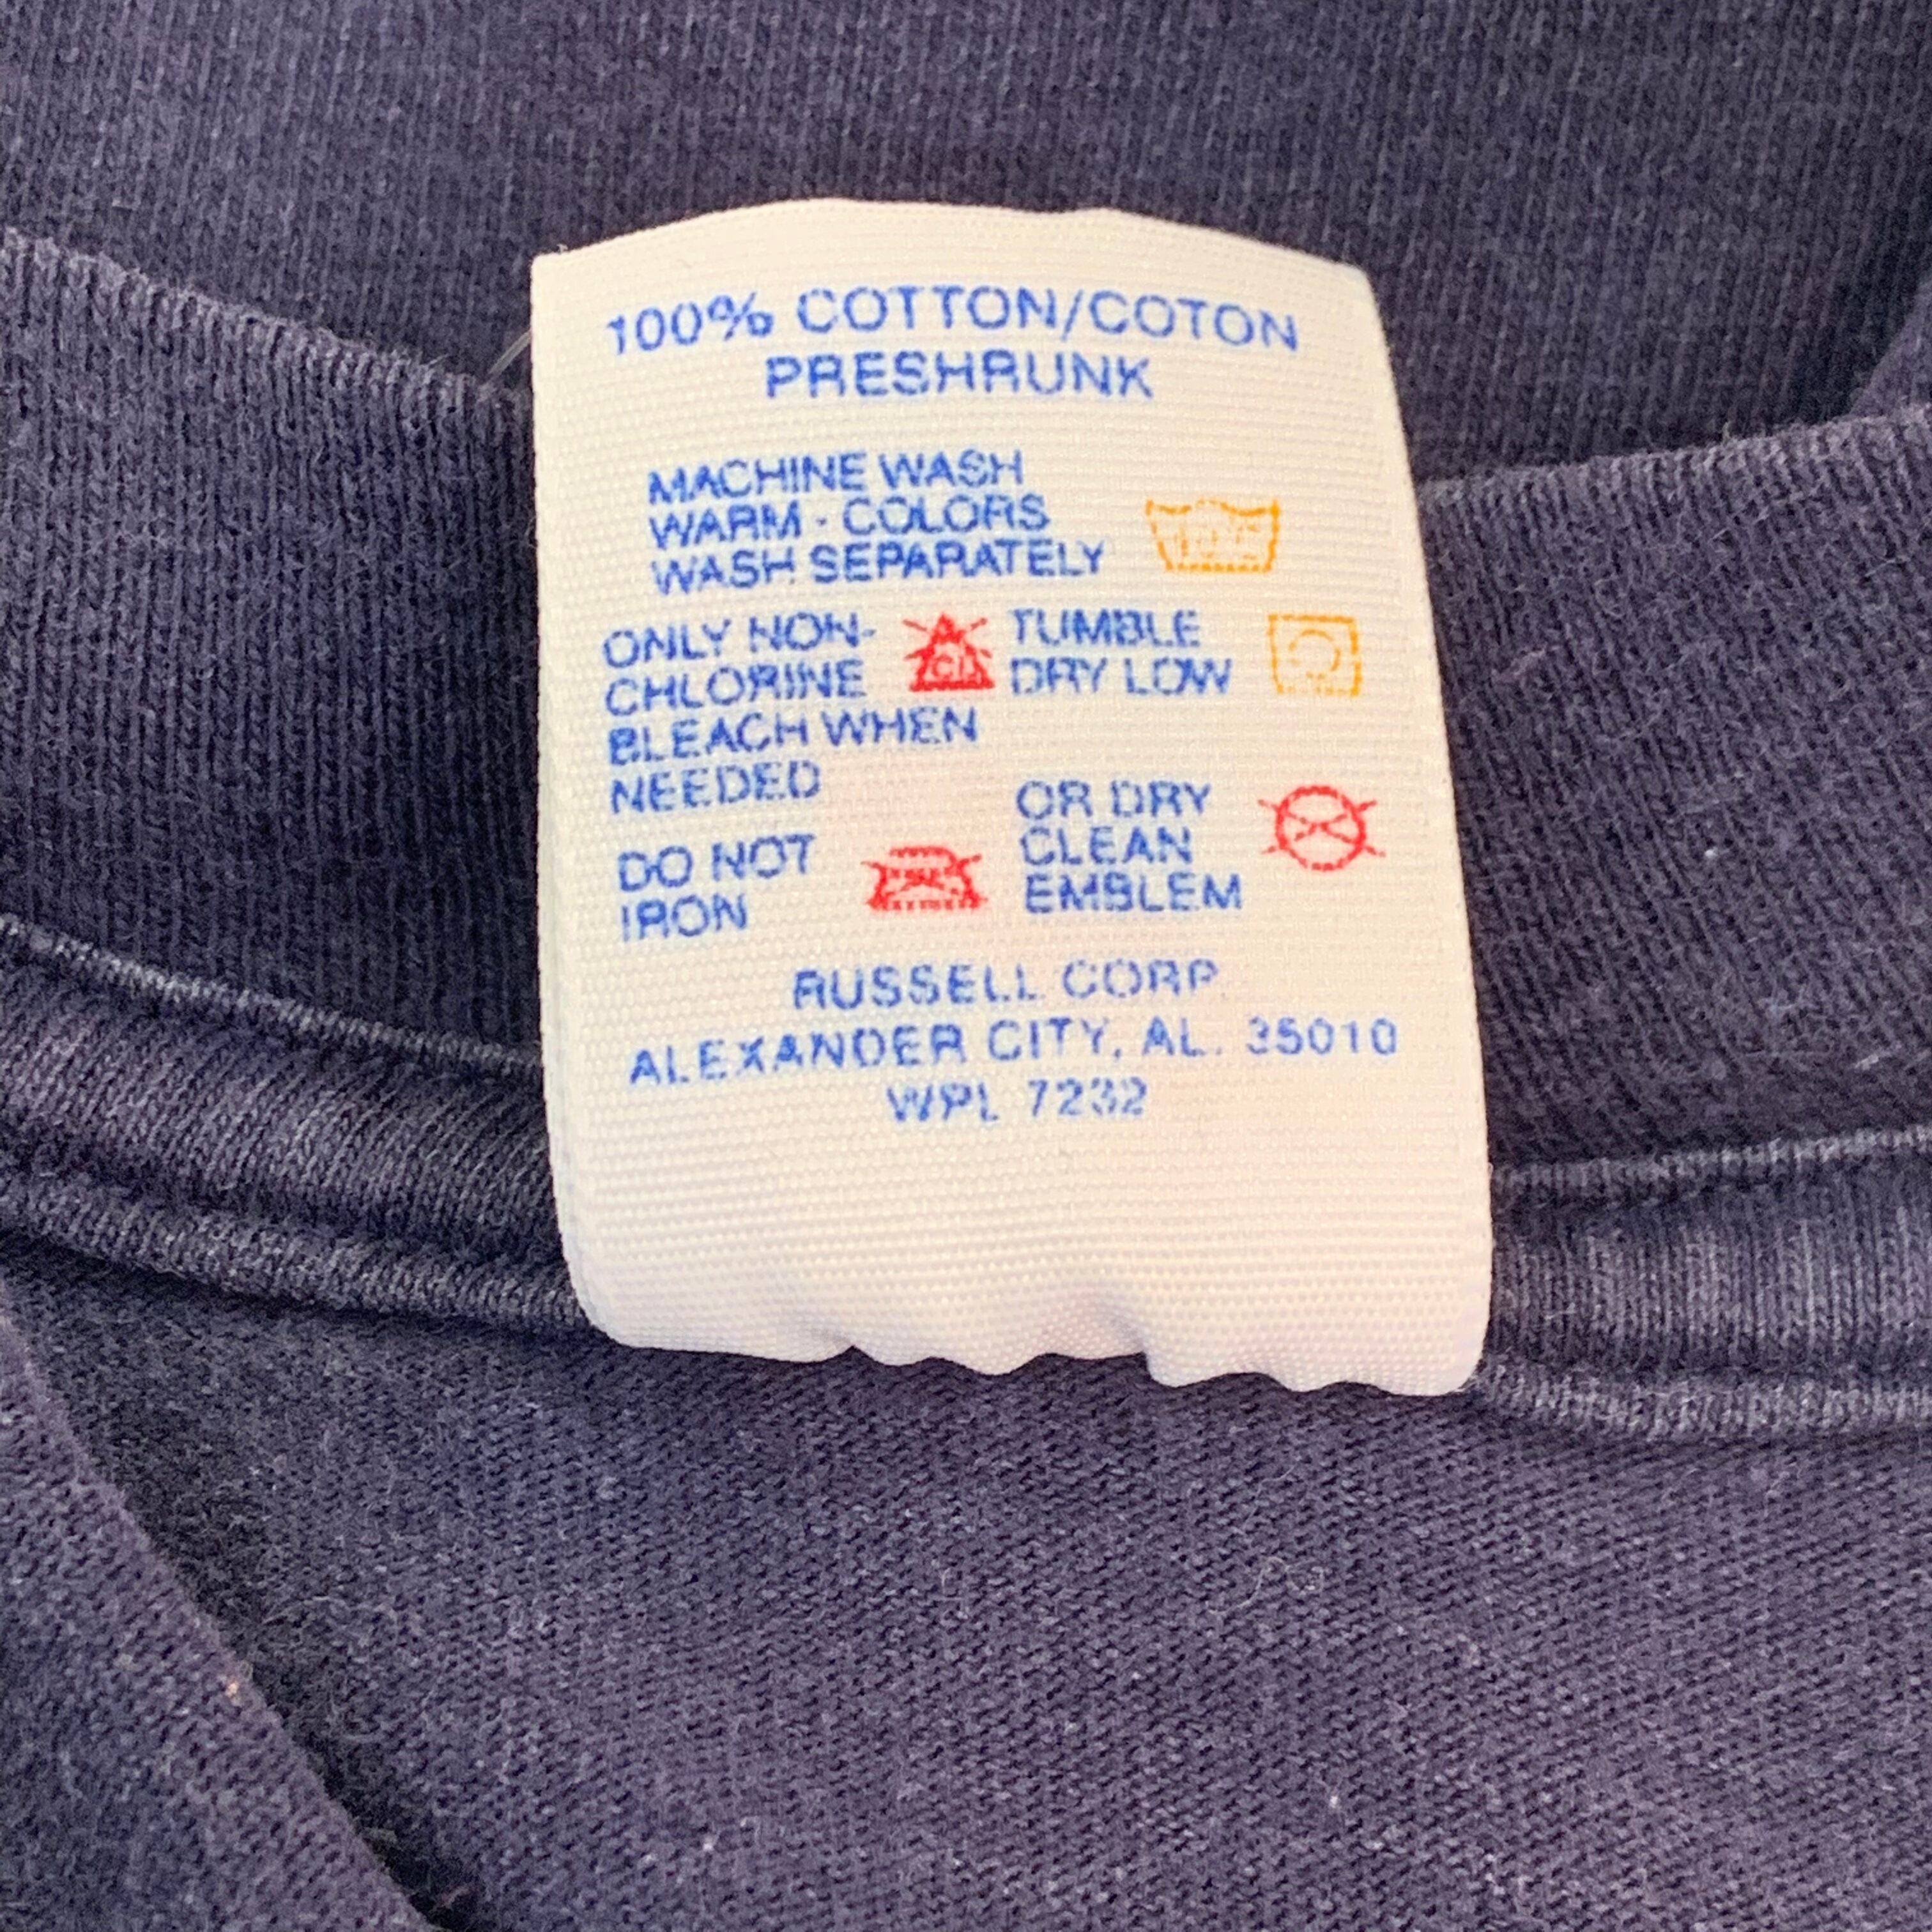 100% COTTON/COTON
PRESHRUNK
MACHINE WASH
WARM - COLORS
WASH SEPARATELY
ONLY NON-
CHLORINE
BLEACH WHEN
NEEDED
CL
TUMBLE
DRY LOW
DO NOT
IRON
OR DRY
CLEAN
EMBLEM
RUSSELL CORP.
ALEXANDER CITY, AL. 35010
WPL 7232